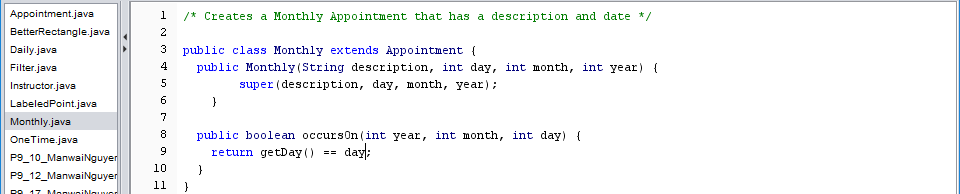 Appointment.java
BetterRectangle.java
Daily.java
Filter.java
Instructor.java
LabeledPoint.java
Monthly.java
OneTime.java
P9_10_ManwaiNguyer
P9_12_ManwaiNguyer
1 /* Creates a Monthly Appointment that has a description and date */
2
3 public class Monthly extends Appointment {
4 public Monthly(String description, int day, int month, int year) {
5 super(description, day, month, year);
6 }
7
8 public boolean occursOn(int year, int month, int day) {
9 return getDay() == day;
10 }
11 }